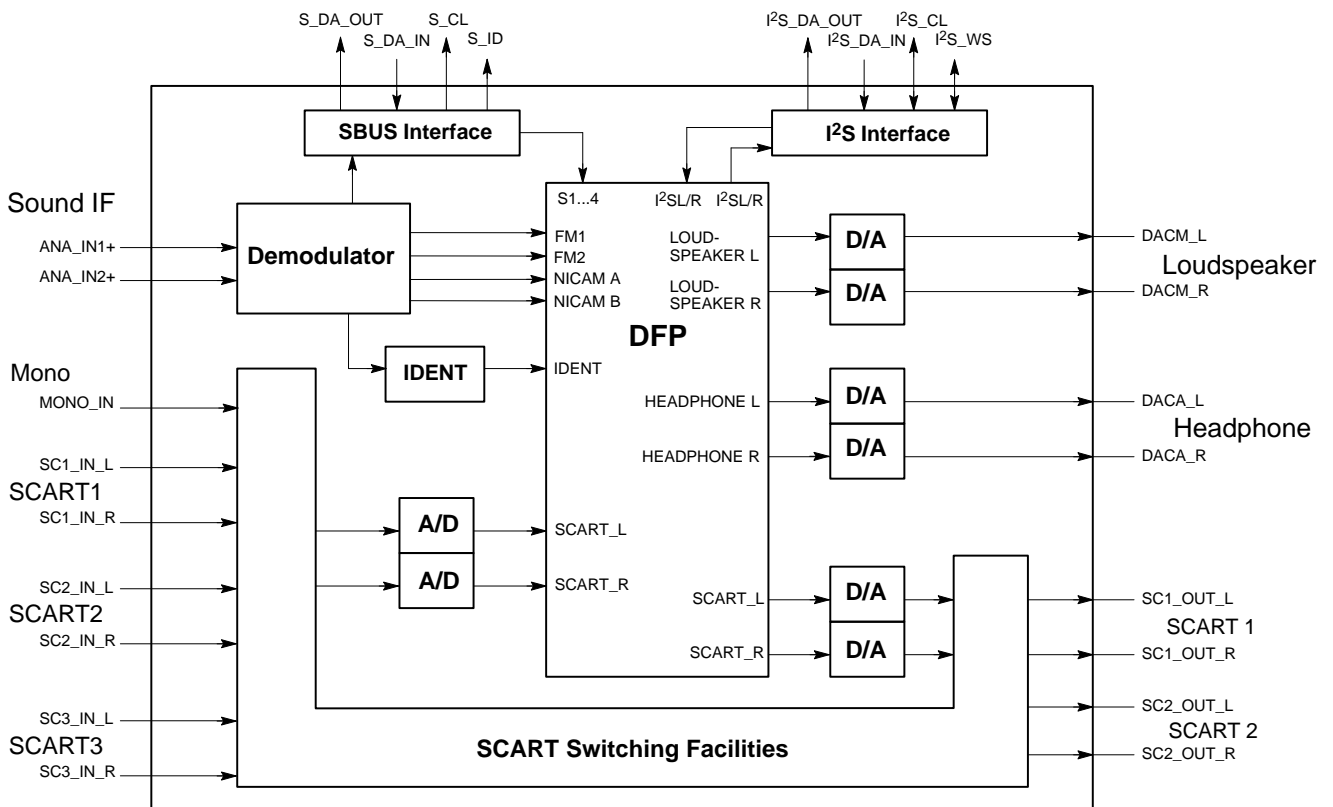 S_DA_OUT
S_CL
I²S_DA_OUT
I²S_CL
S_DA_IN
S_ID
I²S_DA_IN
I²S_WS
SBUS Interface
I²S Interface
Sound IF
ANA_IN1+
ANA_IN2+
Demodulator
S1...4
I²SL/R
I²SL/R
FM1
FM2
NICAM A
NICAM B
LOUD-
SPEAKER L
LOUD-
SPEAKER R
D/A
D/A
DACM_L
Loudspeaker
DACM_R
DFP
IDENT
IDENT
Mono
MONO_IN
HEADPHONE L
HEADPHONE R
D/A
D/A
DACA_L
Headphone
DACA_R
SC1_IN_L
SCART1
SC1_IN_R
A/D
A/D
SCART_L
SCART_R
SC2_IN_L
SCART2
SC2_IN_R
SCART_L
SCART_R
D/A
D/A
SC1_OUT_L
SCART 1
SC1_OUT_R
SC3_IN_L
SCART3
SC3_IN_R
SCART Switching Facilities
SC2_OUT_L
SCART 2
SC2_OUT_R